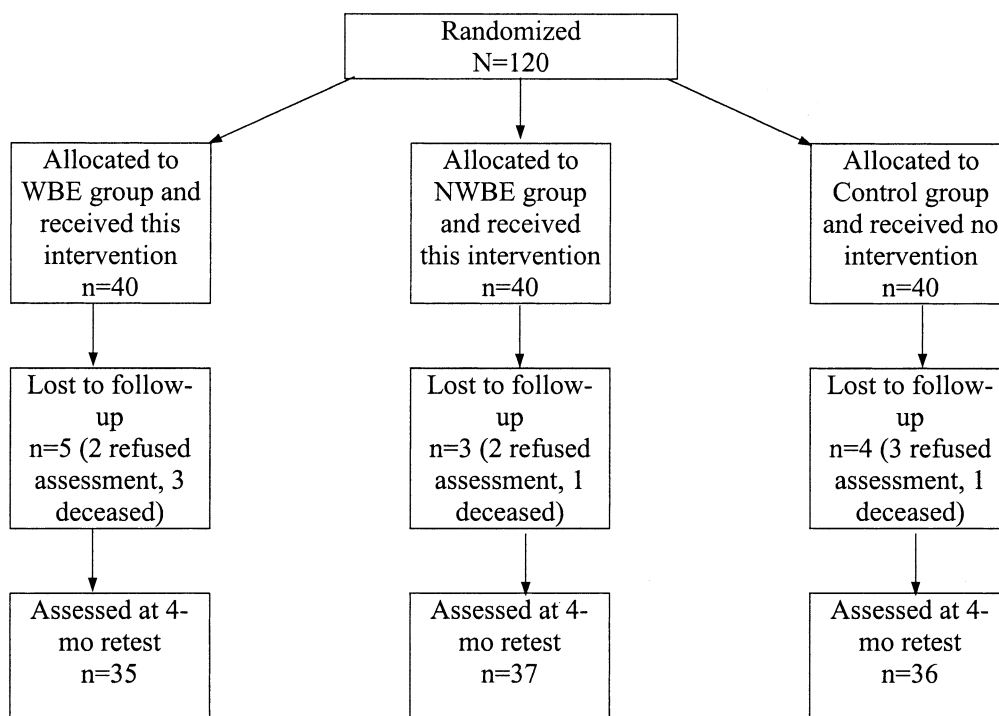 Randomized
N=120
Allocated to
WBE group and
received this
intervention
n=40
Allocated to
NWBE group
and received
this intervention
n=40
Allocated to
Control group
and received no
intervention
n=40
Lost to follow-
up
n=5 (2 refused
assessment, 3
deceased)
Lost to follow-
up
n=3 (2 refused
assessment, 1
deceased)
Lost to follow-
up
n=4 (3 refused
assessment, 1
deceased)
Assessed at 4-
mo retest
n=35
Assessed at 4-
mo retest
n=37
Assessed at 4-
mo retest
n=36